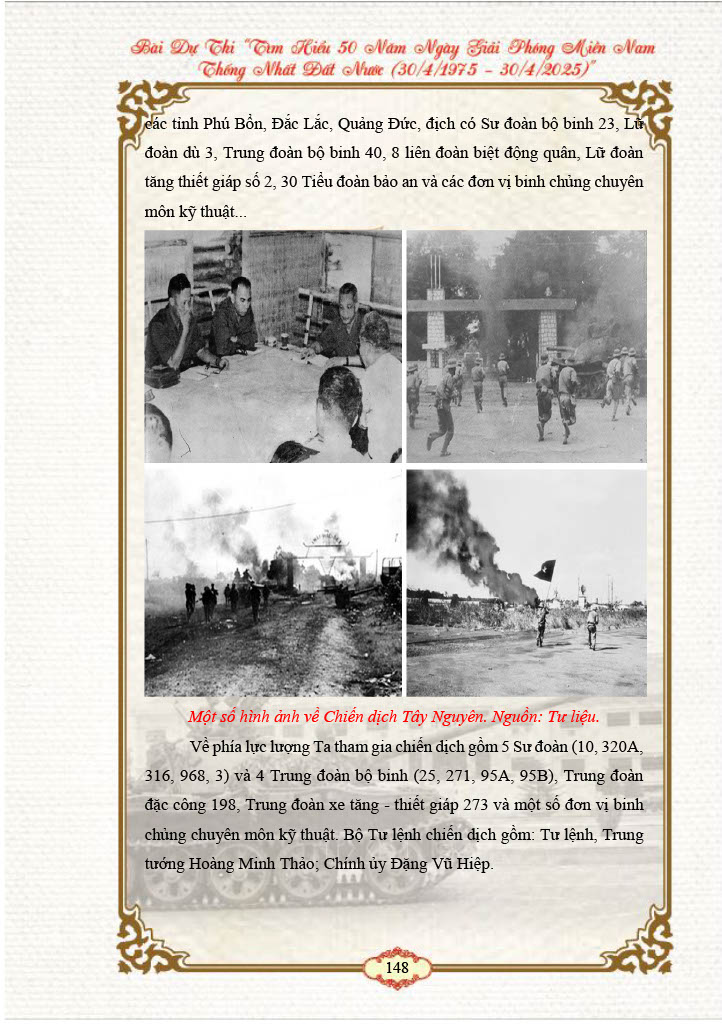 Bài Dự Thi “Tìm Hiểu 50 Năm Ngày Giải Phóng Miền Nam
Thống Nhất Đất Nước (30/4/1975 – 30/4/2025)”
các tỉnh Phú Bổn, Đắc Lắc, Quảng Đức, địch có Sư đoàn bộ binh 23, Lữ
đoàn dù 3, Trung đoàn bộ binh 40, 8 liên đoàn biệt động quân, Lữ đoàn
tăng thiết giáp số 2, 30 Tiểu đoàn bảo an và các đơn vị binh chủng chuyên
môn kỹ thuật...
Một số hình ảnh về Chiến dịch Tây Nguyên. Nguồn: Tư liệu.
Về phía lực lượng Ta tham gia chiến dịch gồm 5 Sư đoàn (10, 320A,
316, 968, 3) và 4 Trung đoàn bộ binh (25, 271, 95A, 95B), Trung đoàn
đặc công 198, Trung đoàn xe tăng - thiết giáp 273 và một số đơn vị binh
chủng chuyên môn kỹ thuật. Bộ Tư lệnh chiến dịch gồm: Tư lệnh, Trung
tướng Hoàng Minh Thảo; Chính ủy Đặng Vũ Hiệp.
148